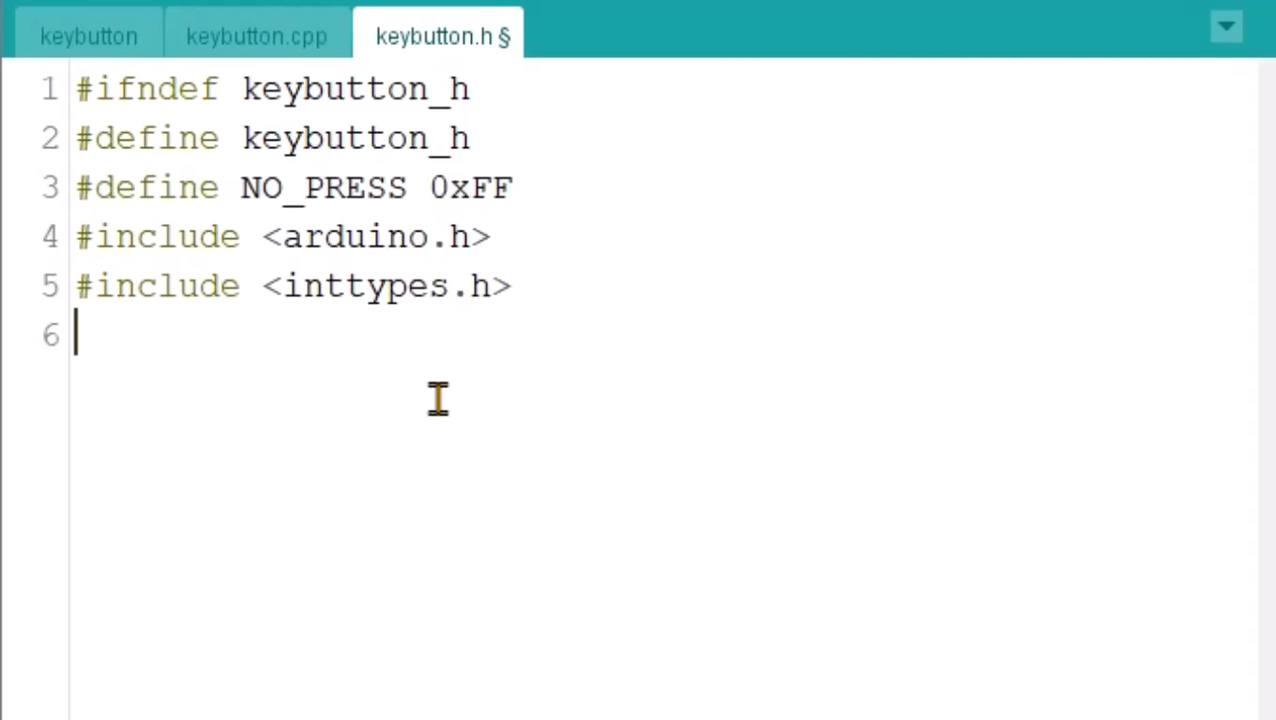 keybutton keybutton.cpp keybutton.h §
1 #ifndef keybutton_h
2 #define keybutton_h
3 #define NO_PRESS 0xFF
4 #include <arduino.h>
5 #include <inttypes.h>
6